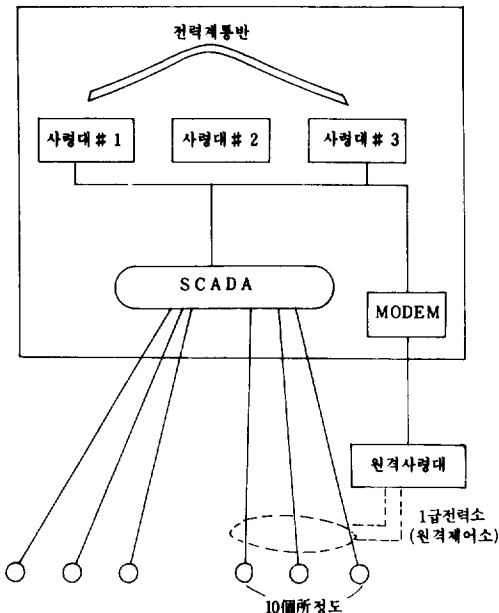 전력계통반
사령대 # 1
사령대 # 2
사령대 # 3
SCADA
MODEM
원격사령대
1급전력소
(원격제어소)
10個所정도